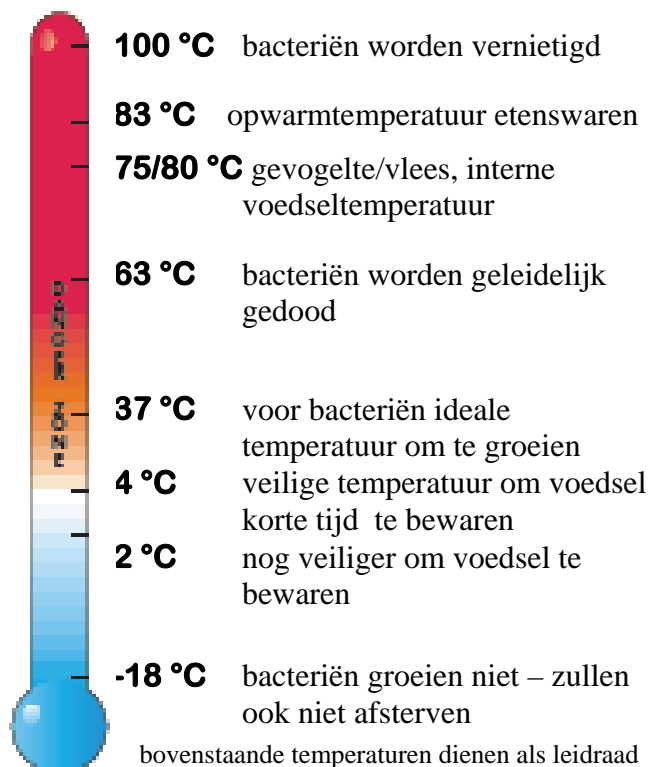 100 °C bacteriën worden vernietigd
83 °C opwarmtemperatuur etenswaren
75/80 °C gevogelte/vlees, interne
voedseltemperatuur
63 °C bacteriën worden geleidelijk
gedood
DANGER ZONE
37 °C voor bacteriën ideale
temperatuur om te groeien
4 °C veilige temperatuur om voedsel
korte tijd te bewaren
2 °C nog veiliger om voedsel te
bewaren
-18 °C bacteriën groeien niet – zullen
ook niet afsterven
bovenstaande temperaturen dienen als leidraad